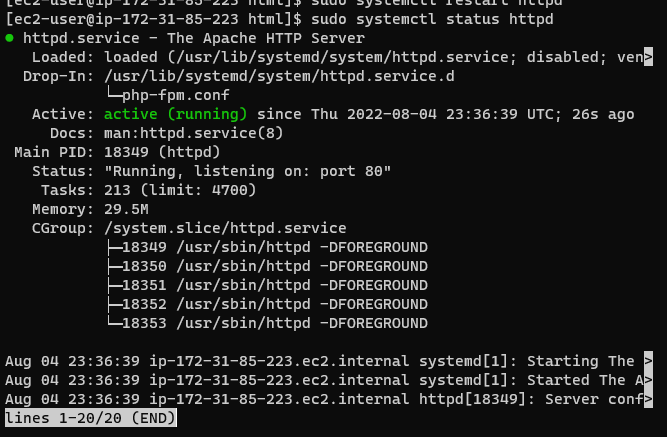 [ec2-user@ip-172-31-85-223 html]$ sudo systemctl restart httpd
[ec2-user@ip-172-31-85-223 html]$ sudo systemctl status httpd
● httpd.service - The Apache HTTP Server
Loaded: loaded (/usr/lib/systemd/system/httpd.service; disabled; ven>
Drop-In: /usr/lib/systemd/system/httpd.service.d
└─php-fpm.conf
Active: active (running) since Thu 2022-08-04 23:36:39 UTC; 26s ago
Docs: man:httpd.service(8)
Main PID: 18349 (httpd)
Status: "Running, listening on: port 80"
Tasks: 213 (limit: 4700)
Memory: 29.5M
CGroup: /system.slice/httpd.service
├─18349 /usr/sbin/httpd -DFOREGROUND
├─18350 /usr/sbin/httpd -DFOREGROUND
├─18351 /usr/sbin/httpd -DFOREGROUND
├─18352 /usr/sbin/httpd -DFOREGROUND
└─18353 /usr/sbin/httpd -DFOREGROUND
Aug 04 23:36:39 ip-172-31-85-223.ec2.internal systemd[1]: Starting The >
Aug 04 23:36:39 ip-172-31-85-223.ec2.internal systemd[1]: Started The A>
Aug 04 23:36:39 ip-172-31-85-223.ec2.internal httpd[18349]: Server conf>
lines 1-20/20 (END)